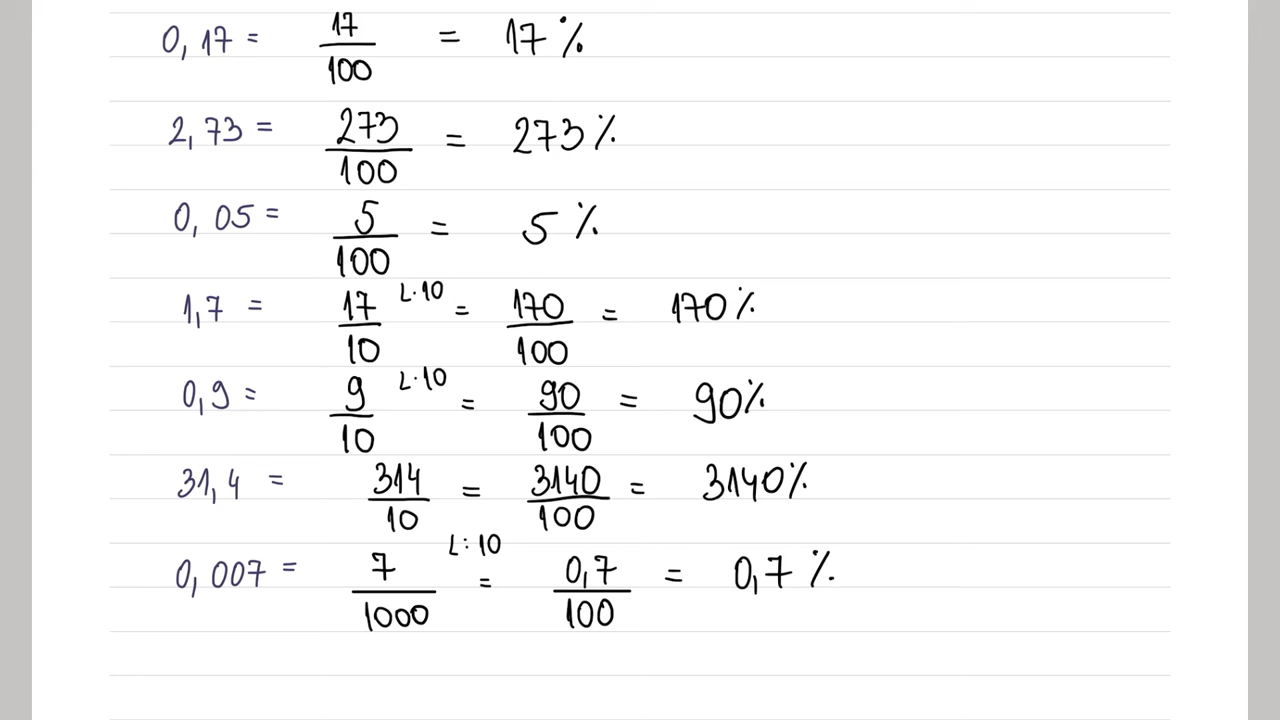 0,17 = 17/100 = 17 %
2,73 = 273/100 = 273 %
0,05 = 5/100 = 5 %
1,7 = 17/10 L·10 = 170/100 = 170 %
0,9 = 9/10 L·10 = 90/100 = 90 %
31,4 = 314/10 = 3140/100 = 3140 %
0,007 = 7/1000 L:10 = 0,7/100 = 0,7 %